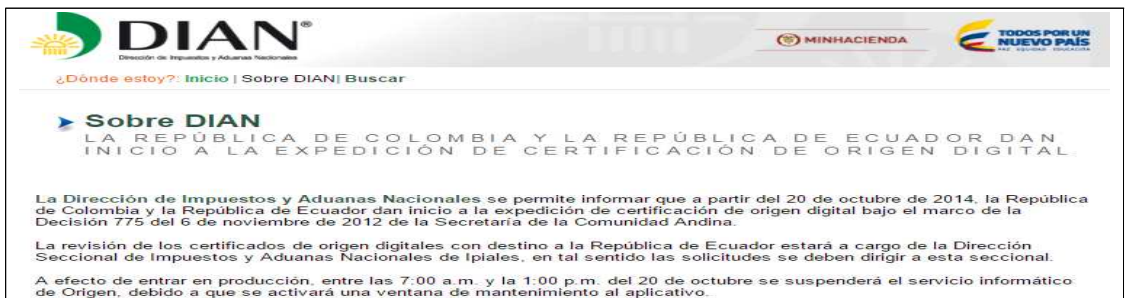 DIAN®
Dirección de Impuestos y Aduanas Nacionales
MINHACIENDA
TODOS POR UN
NUEVO PAÍS
PAZ EQUIDAD EDUCACIÓN
¿Dónde estoy?: Inicio | Sobre DIAN| Buscar
Sobre DIAN
LA REPÚBLICA DE COLOMBIA Y LA REPÚBLICA DE ECUADOR DAN
INICIO A LA EXPEDICIÓN DE CERTIFICACIÓN DE ORIGEN DIGITAL
La Dirección de Impuestos y Aduanas Nacionales se permite informar que a partir del 20 de octubre de 2014, la República
de Colombia y la República de Ecuador dan inicio a la expedición de certificación de origen digital bajo el marco de la
Decisión 775 del 6 de noviembre de 2012 de la Secretaría de la Comunidad Andina.
La revisión de los certificados de origen digitales con destino a la República de Ecuador estará a cargo de la Dirección
Seccional de Impuestos y Aduanas Nacionales de Ipiales, en tal sentido las solicitudes se deben dirigir a esta seccional.
A efecto de entrar en producción, entre las 7:00 a.m. y la 1:00 p.m. del 20 de octubre se suspenderá el servicio informático
de Origen, debido a que se activará una ventana de mantenimiento al aplicativo.